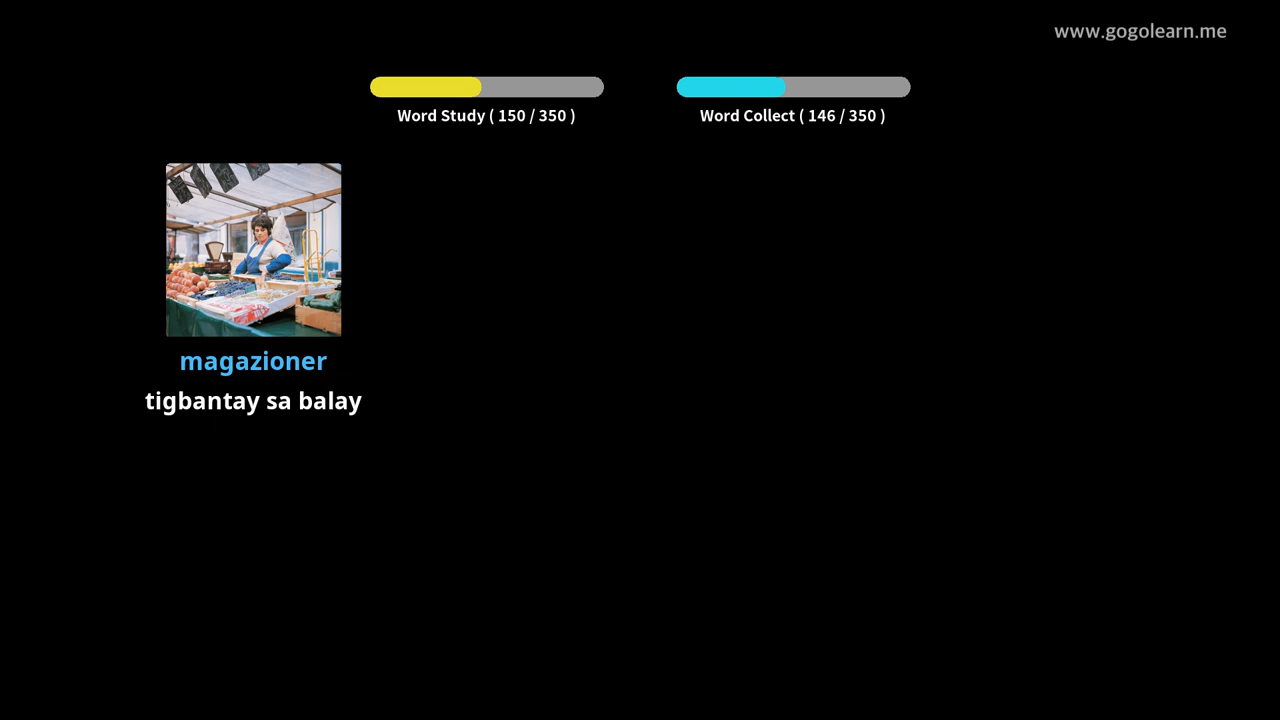 www.gogolearn.me
Word Study ( 150 / 350 )
Word Collect ( 146 / 350 )
magazioner
tigbantay sa balay